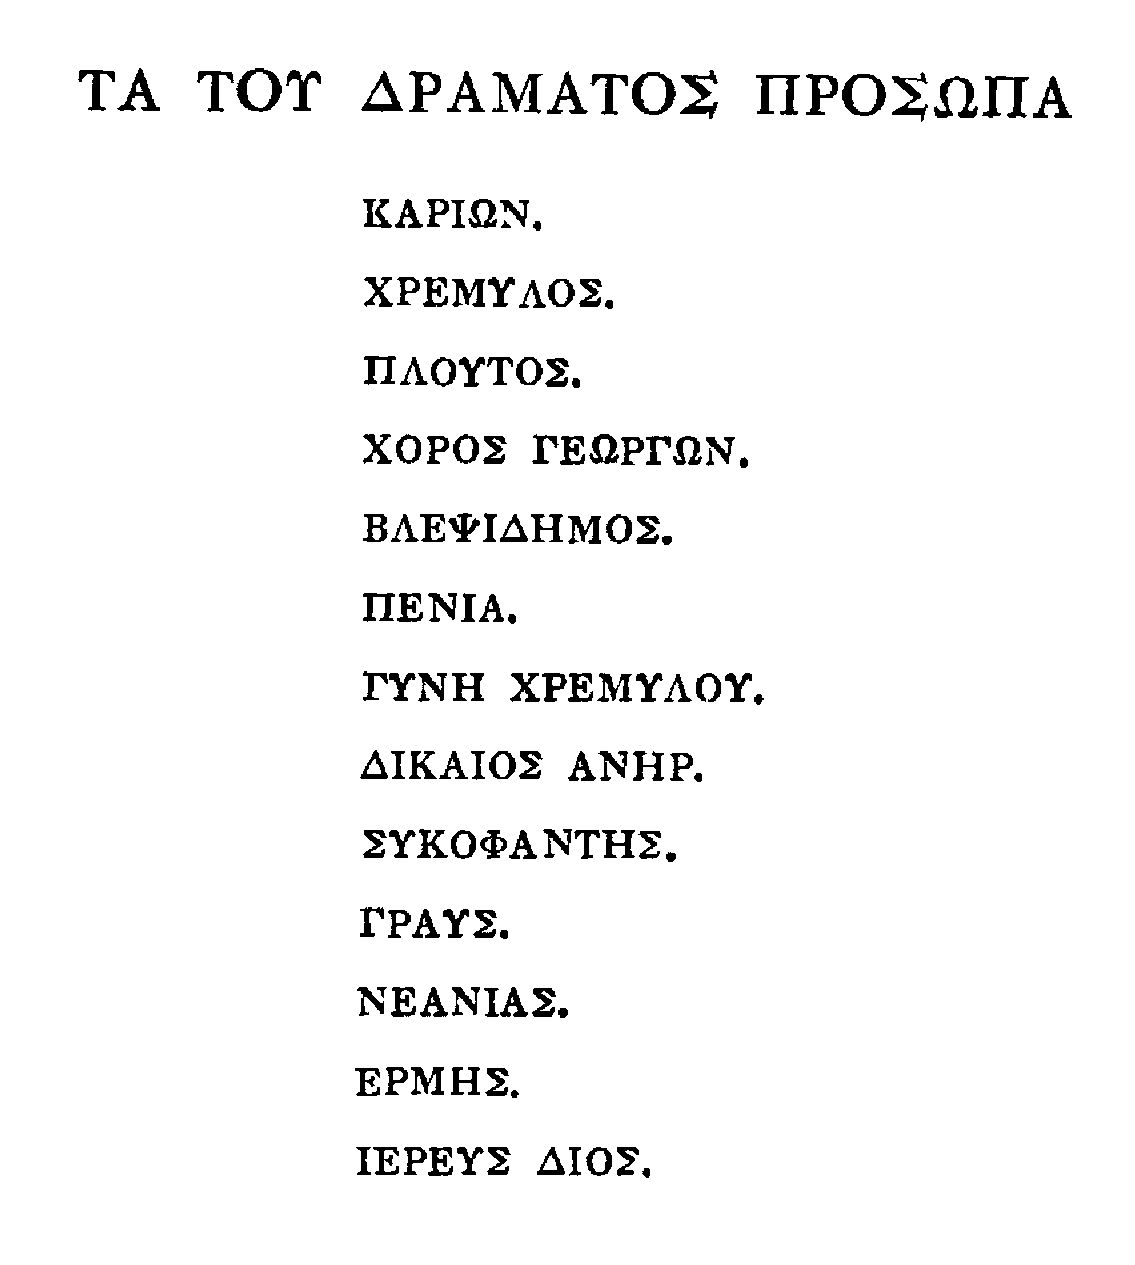 ΤΑ ΤΟΥ ΔΡΑΜΑΤΟΣ ΠΡΟΣΩΠΑ
ΚΑΡΙΩΝ.
ΧΡΕΜΥΛΟΣ.
ΠΛΟΥΤΟΣ.
ΧΟΡΟΣ ΓΕΩΡΓΩΝ.
ΒΛΕΨΙΔΗΜΟΣ.
ΠΕΝΙΑ.
ΓΥΝΗ ΧΡΕΜΥΛΟΥ.
ΔΙΚΑΙΟΣ ΑΝΗΡ.
ΣΥΚΟΦΑΝΤΗΣ.
ΓΡΑΥΣ.
ΝΕΑΝΙΑΣ.
ΕΡΜΗΣ.
ΙΕΡΕΥΣ ΔΙΟΣ.